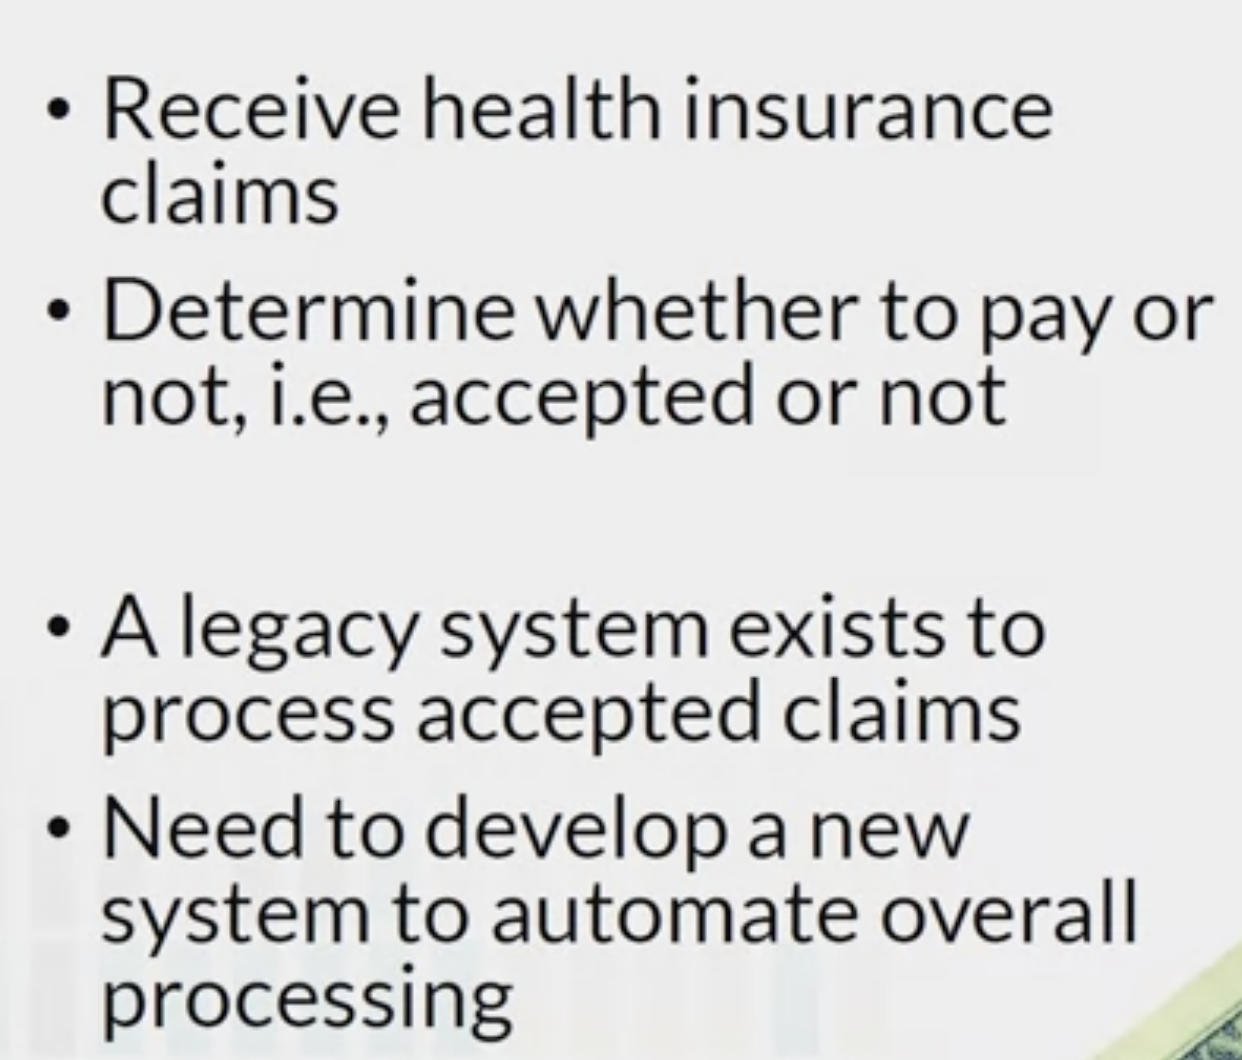 • Receive health insurance
claims
• Determine whether to pay or
not, i.e., accepted or not
• A legacy system exists to
process accepted claims
• Need to develop a new
system to automate overall
processing